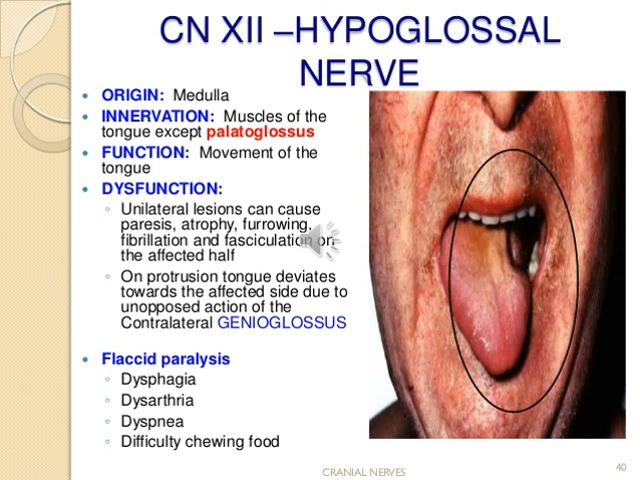 CN XII –HYPOGLOSSAL
NERVE
ORIGIN: Medulla
INNERVATION: Muscles of the
tongue except palatoglossus
FUNCTION: Movement of the
tongue
DYSFUNCTION:
Unilateral lesions can cause
paresis, atrophy, furrowing,
fibrillation and fasciculation on
the affected half
On protrusion tongue deviates
towards the affected side due to
unopposed action of the
Contralateral GENIOGLOSSUS
Flaccid paralysis
Dysphagia
Dysarthria
Dyspnea
Difficulty chewing food
CRANIAL NERVES
40